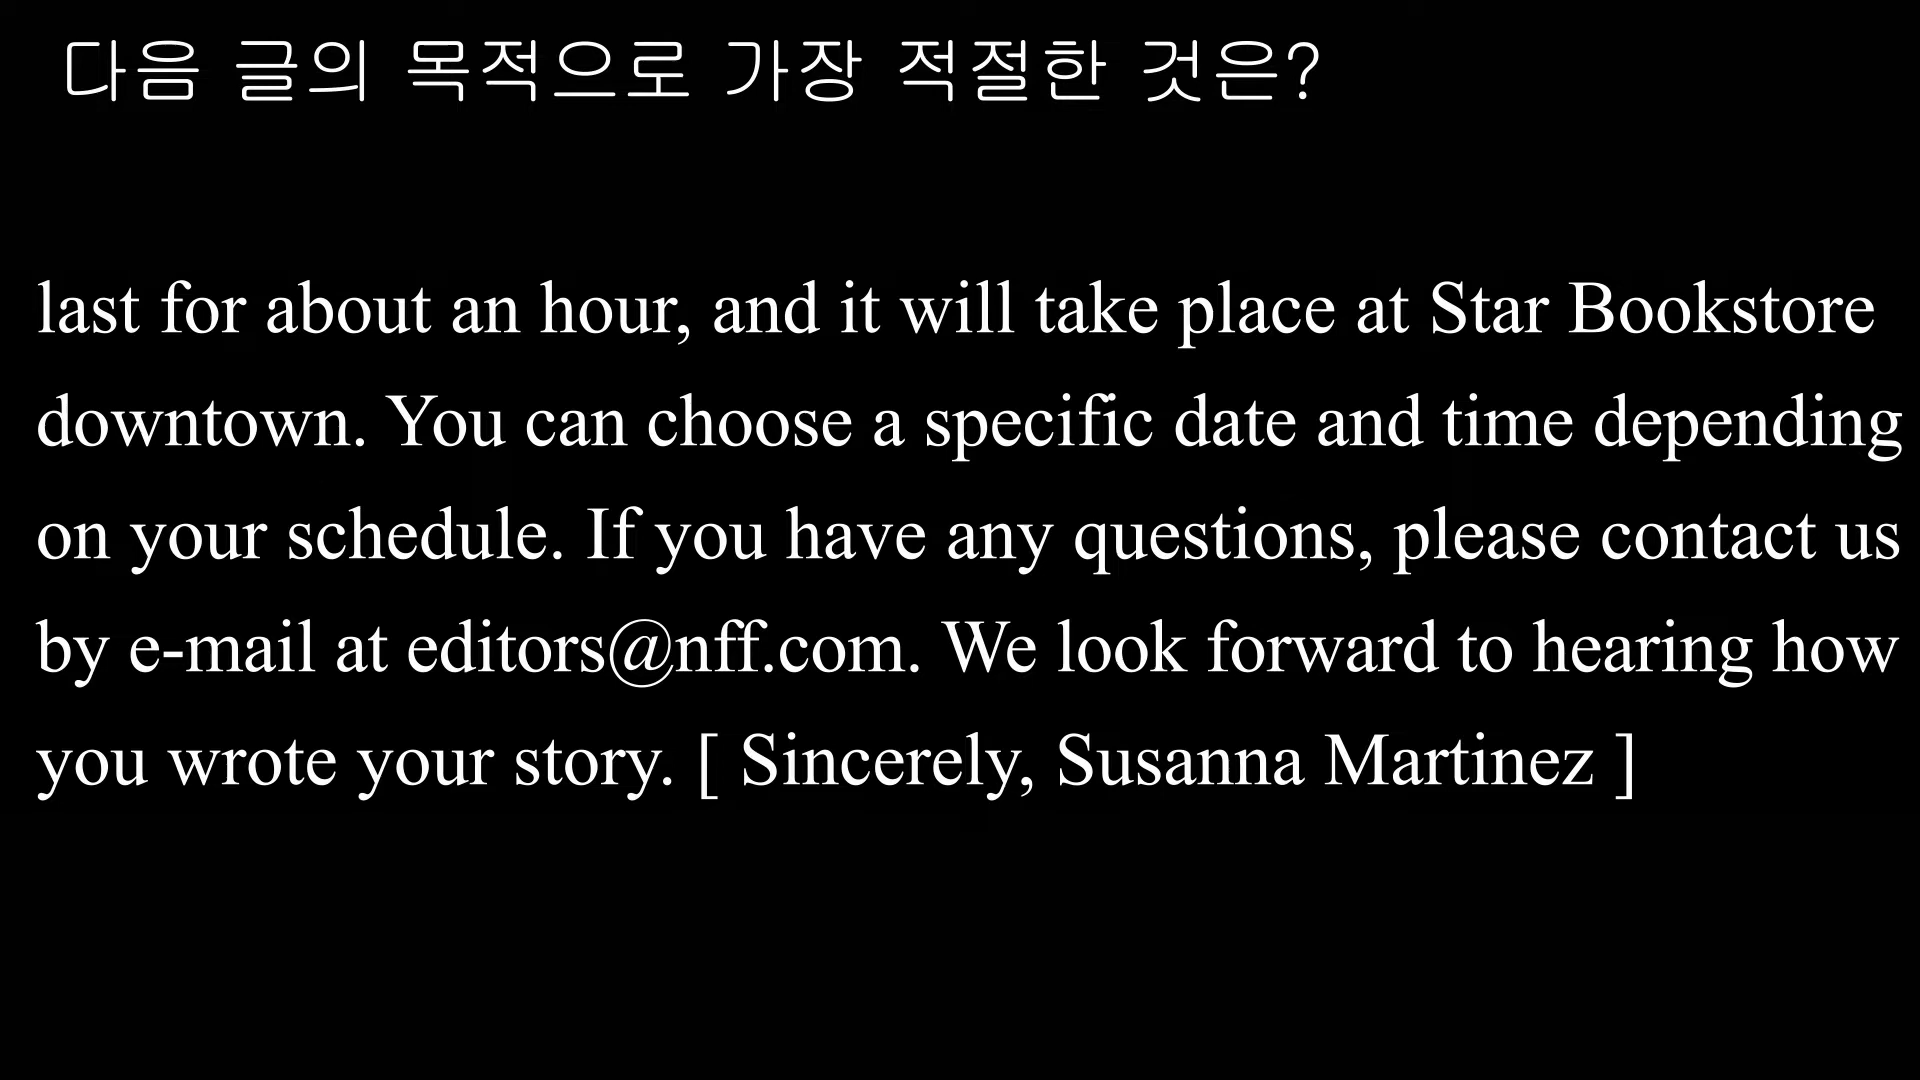 다음 글의 목적으로 가장 적절한 것은?
last for about an hour, and it will take place at Star Bookstore
downtown. You can choose a specific date and time depending
on your schedule. If you have any questions, please contact us
by e-mail at editors@nff.com. We look forward to hearing how
you wrote your story. [ Sincerely, Susanna Martinez ]